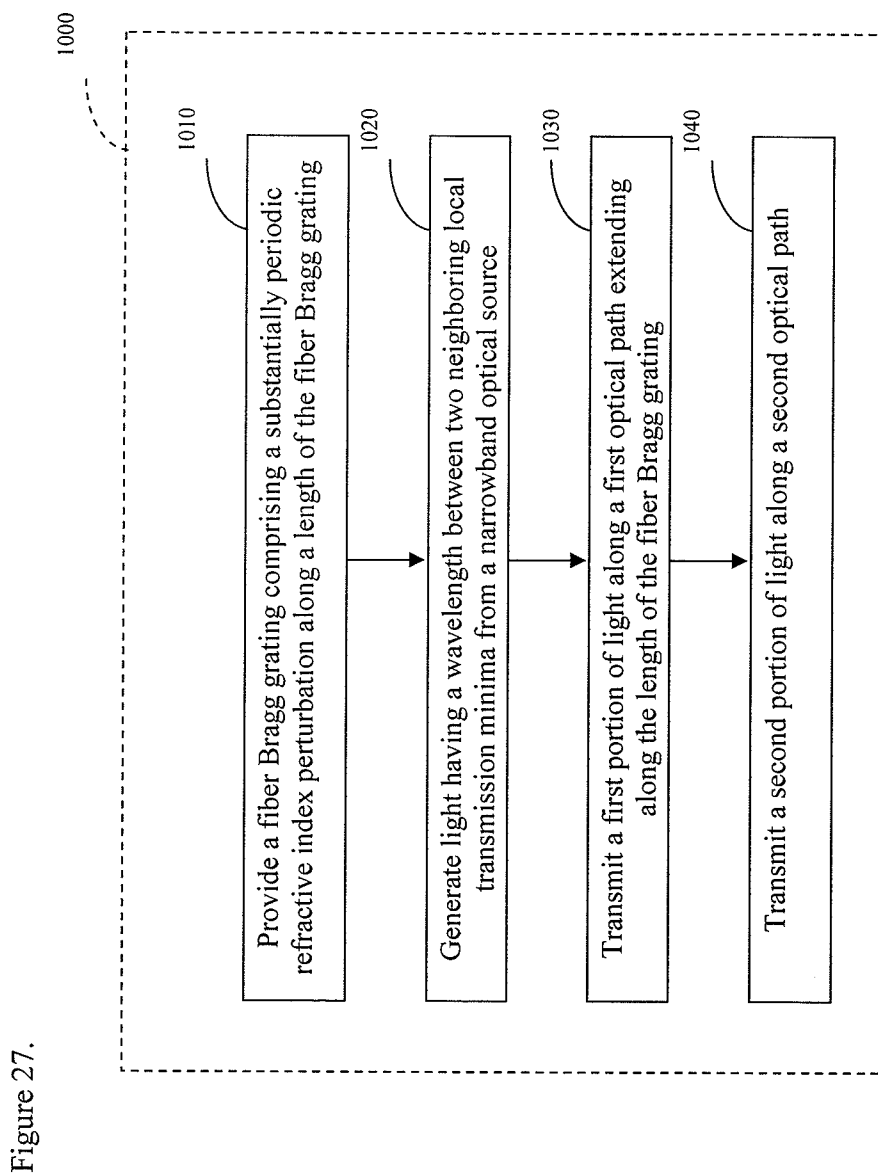 Figure 27.
1000
1010
Provide a fiber Bragg grating comprising a substantially periodic
refractive index perturbation along a length of the fiber Bragg grating
1020
Generate light having a wavelength between two neighboring local
transmission minima from a narrowband optical source
1030
Transmit a first portion of light along a first optical path extending
along the length of the fiber Bragg grating
1040
Transmit a second portion of light along a second optical path